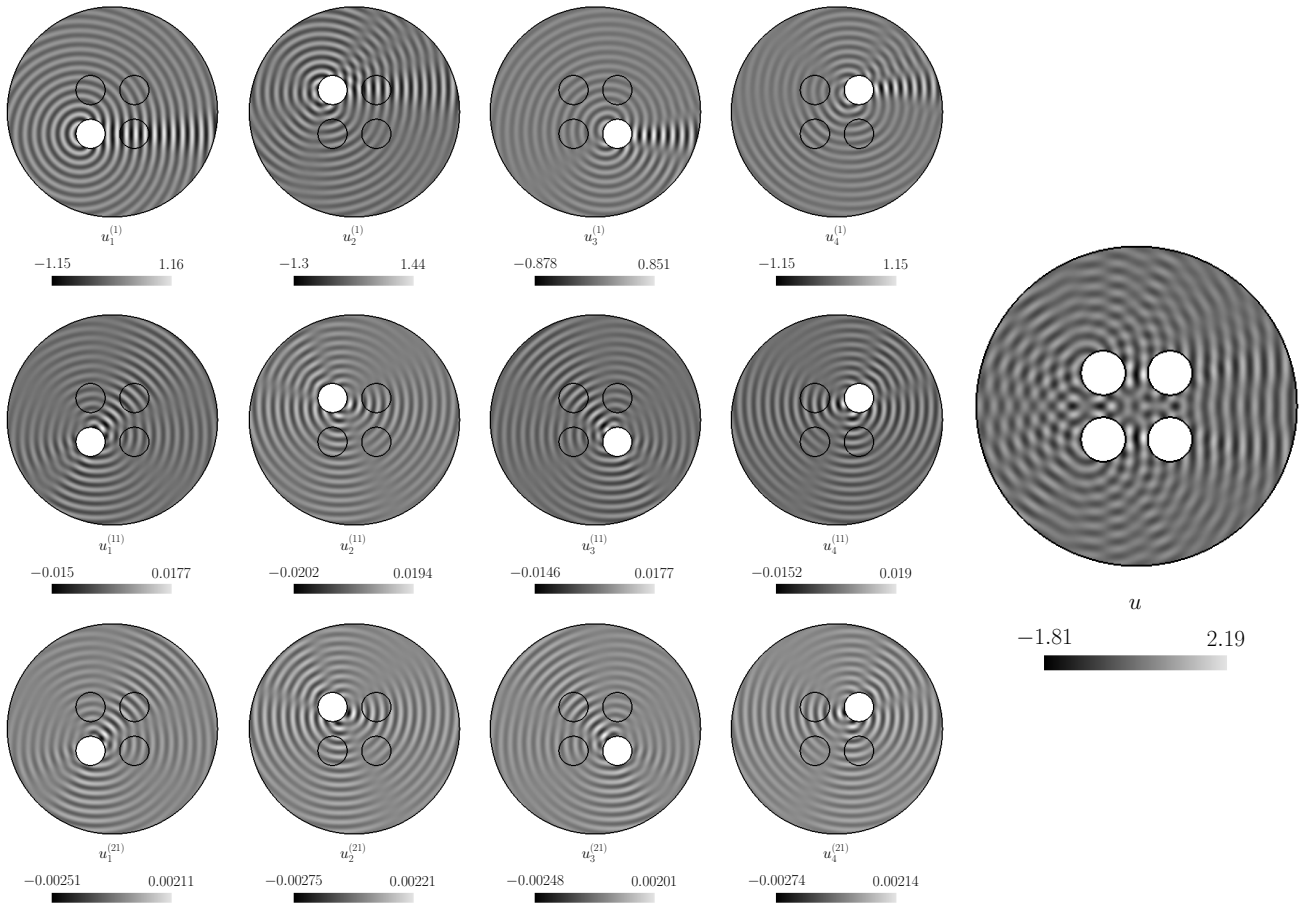 $u_1^{(1)}$ $u_2^{(1)}$ $u_3^{(1)}$ $u_4^{(1)}$
−1.15 1.16 −1.3 1.44 −0.878 0.851 −1.15 1.15
$u_1^{(11)}$ $u_2^{(11)}$ $u_3^{(11)}$ $u_4^{(11)}$
−0.015 0.0177 −0.0202 0.0194 −0.0146 0.0177 −0.0152 0.019
$u$
−1.81 2.19
$u_1^{(21)}$ $u_2^{(21)}$ $u_3^{(21)}$ $u_4^{(21)}$
−0.00251 0.00211 −0.00275 0.00221 −0.00248 0.00201 −0.00274 0.00214